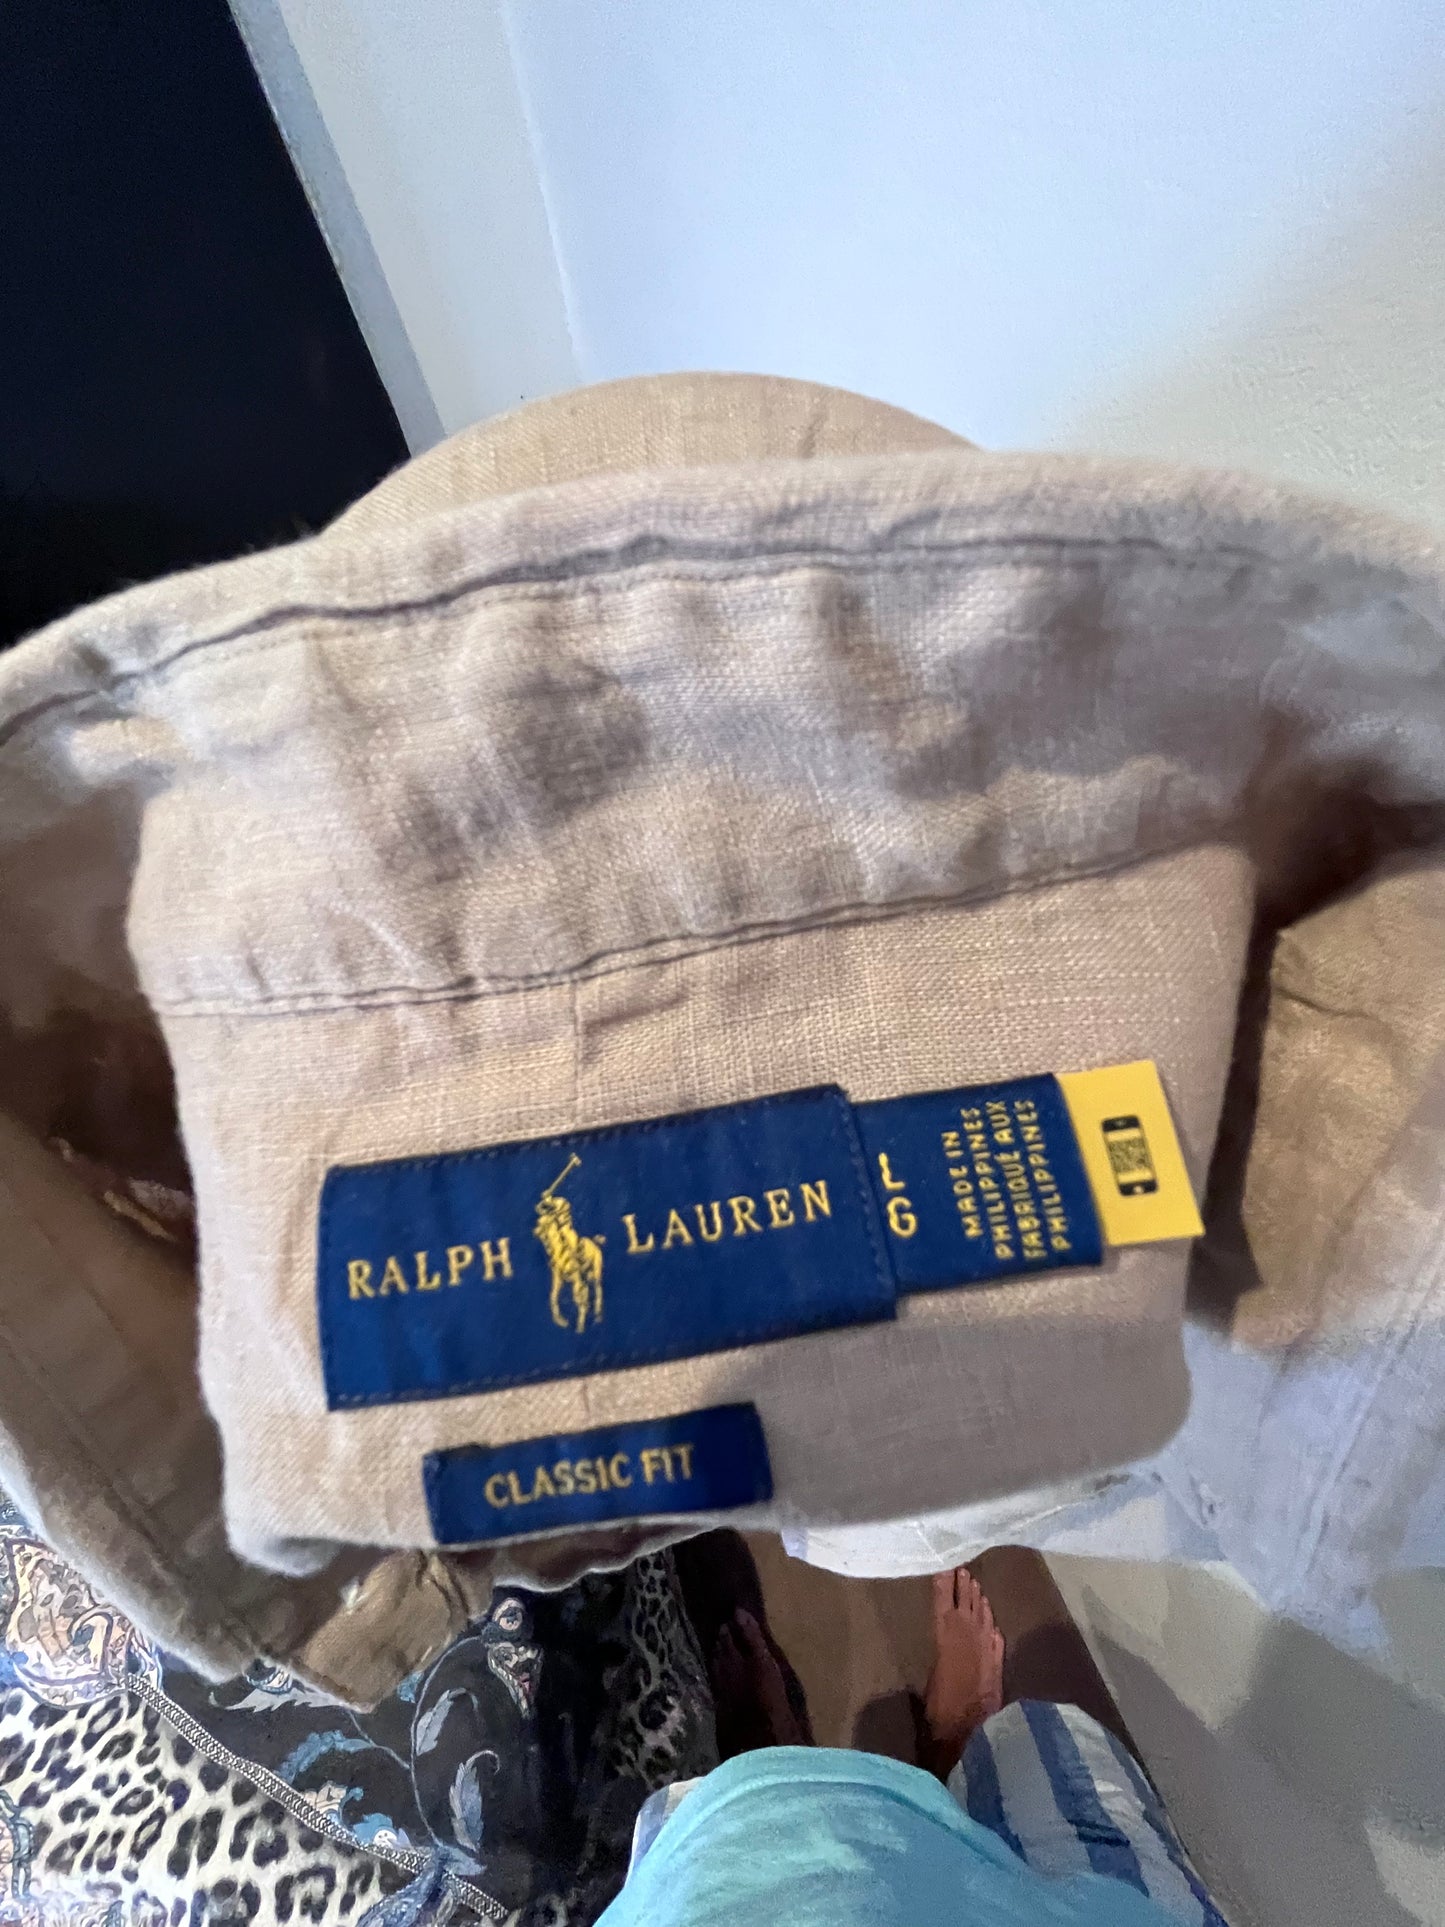 RALPH LAUREN
L
G
MADE IN
PHILIPPINES
FABRIQUÉ AUX
PHILIPPINES
CLASSIC FIT